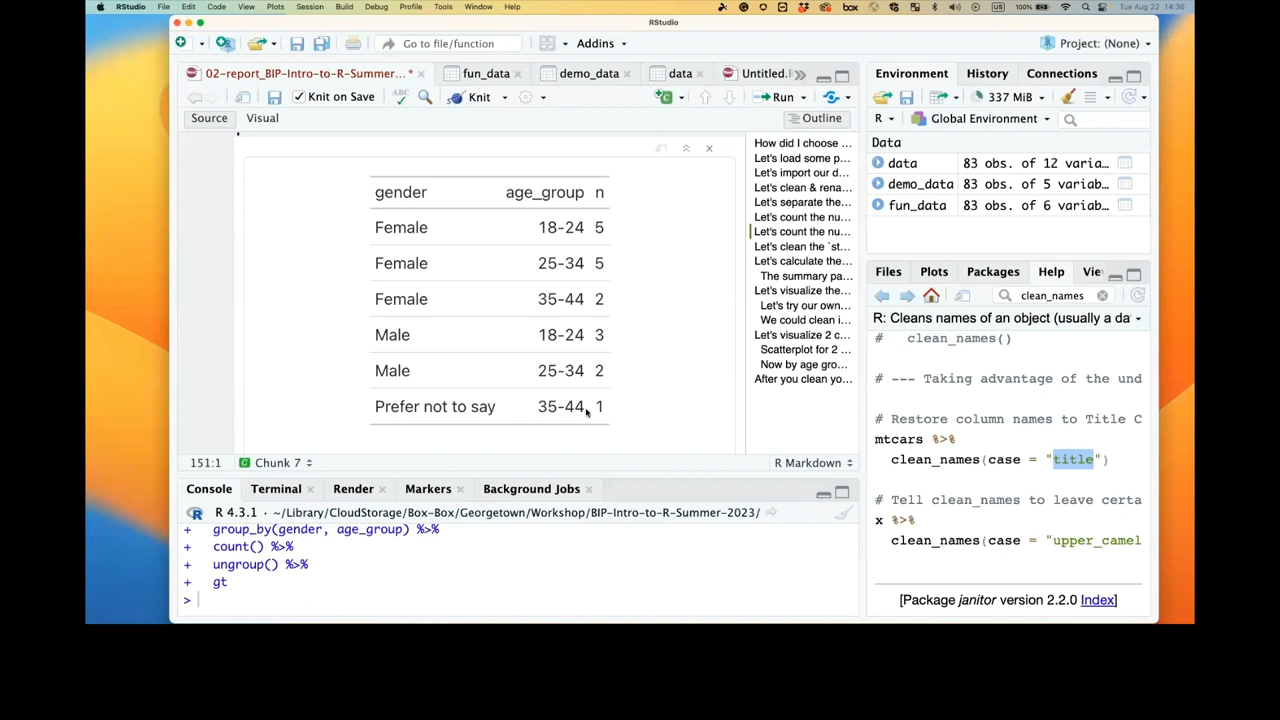 RStudio File Edit Code View Plots Session Build Debug Profile Tools Window Help box US 100% Tue Aug 22 14:36
RStudio
Go to file/function Addins Project: (None)
02-report_BIP-Intro-to-R-Summer...* fun_data demo_data data Untitled.
Knit on Save ABC Knit Run
Source Visual Outline
gender age_group n
Female 18-24 5
Female 25-34 5
Female 35-44 2
Male 18-24 3
Male 25-34 2
Prefer not to say 35-44 1
How did I choose ...
Let's load some p...
Let's import our d...
Let's clean & rena...
Let's separate the...
Let's count the nu...
Let's count the nu...
Let's clean the `st...
Let's calculate the...
The summary pa...
Let's visualize the...
Let's try our own...
We could clean i...
Let's visualize 2 c...
Scatterplot for 2 ...
Now by age gro...
After you clean yo...
151:1 Chunk 7 R Markdown
Console Terminal Render Markers Background Jobs
R 4.3.1 · ~/Library/CloudStorage/Box-Box/Georgetown/Workshop/BIP-Intro-to-R-Summer-2023/
+ group_by(gender, age_group) %>%
+ count() %>%
+ ungroup() %>%
+ gt
>
Environment History Connections
337 MiB
R Global Environment
Data
data 83 obs. of 12 varia...
demo_data 83 obs. of 5 variab...
fun_data 83 obs. of 6 variab...
Files Plots Packages Help Vie
clean_names
R: Cleans names of an object (usually a da
# clean_names()
# --- Taking advantage of the und
# Restore column names to Title C
mtcars %>%
clean_names(case = "title")
# Tell clean_names to leave certa
x %>%
clean_names(case = "upper_camel
[Package janitor version 2.2.0 Index]